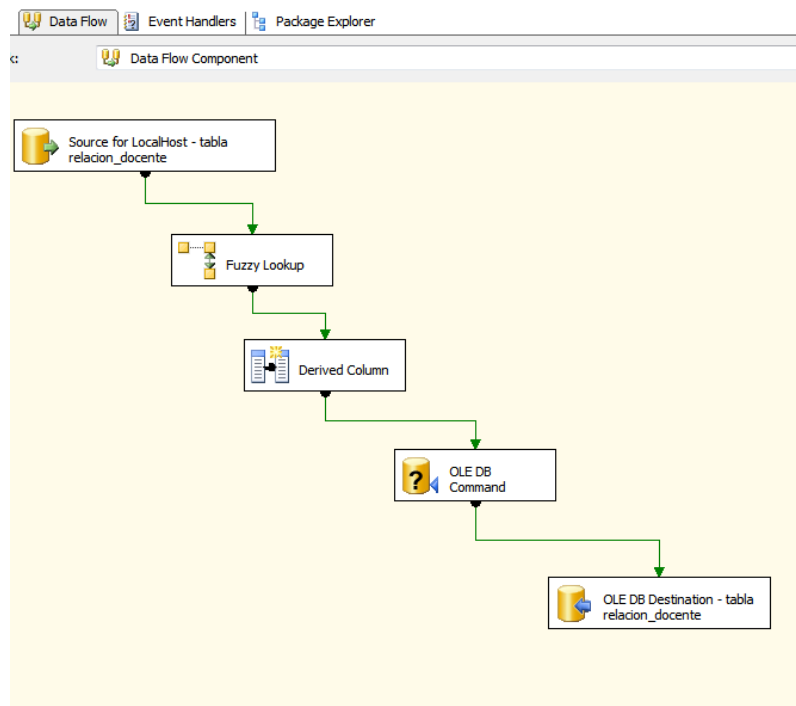 Data Flow Event Handlers Package Explorer
Data Flow Component
Source for LocalHost - tabla
relacion_docente
Fuzzy Lookup
Derived Column
OLE DB
Command
OLE DB Destination - tabla
relacion_docente